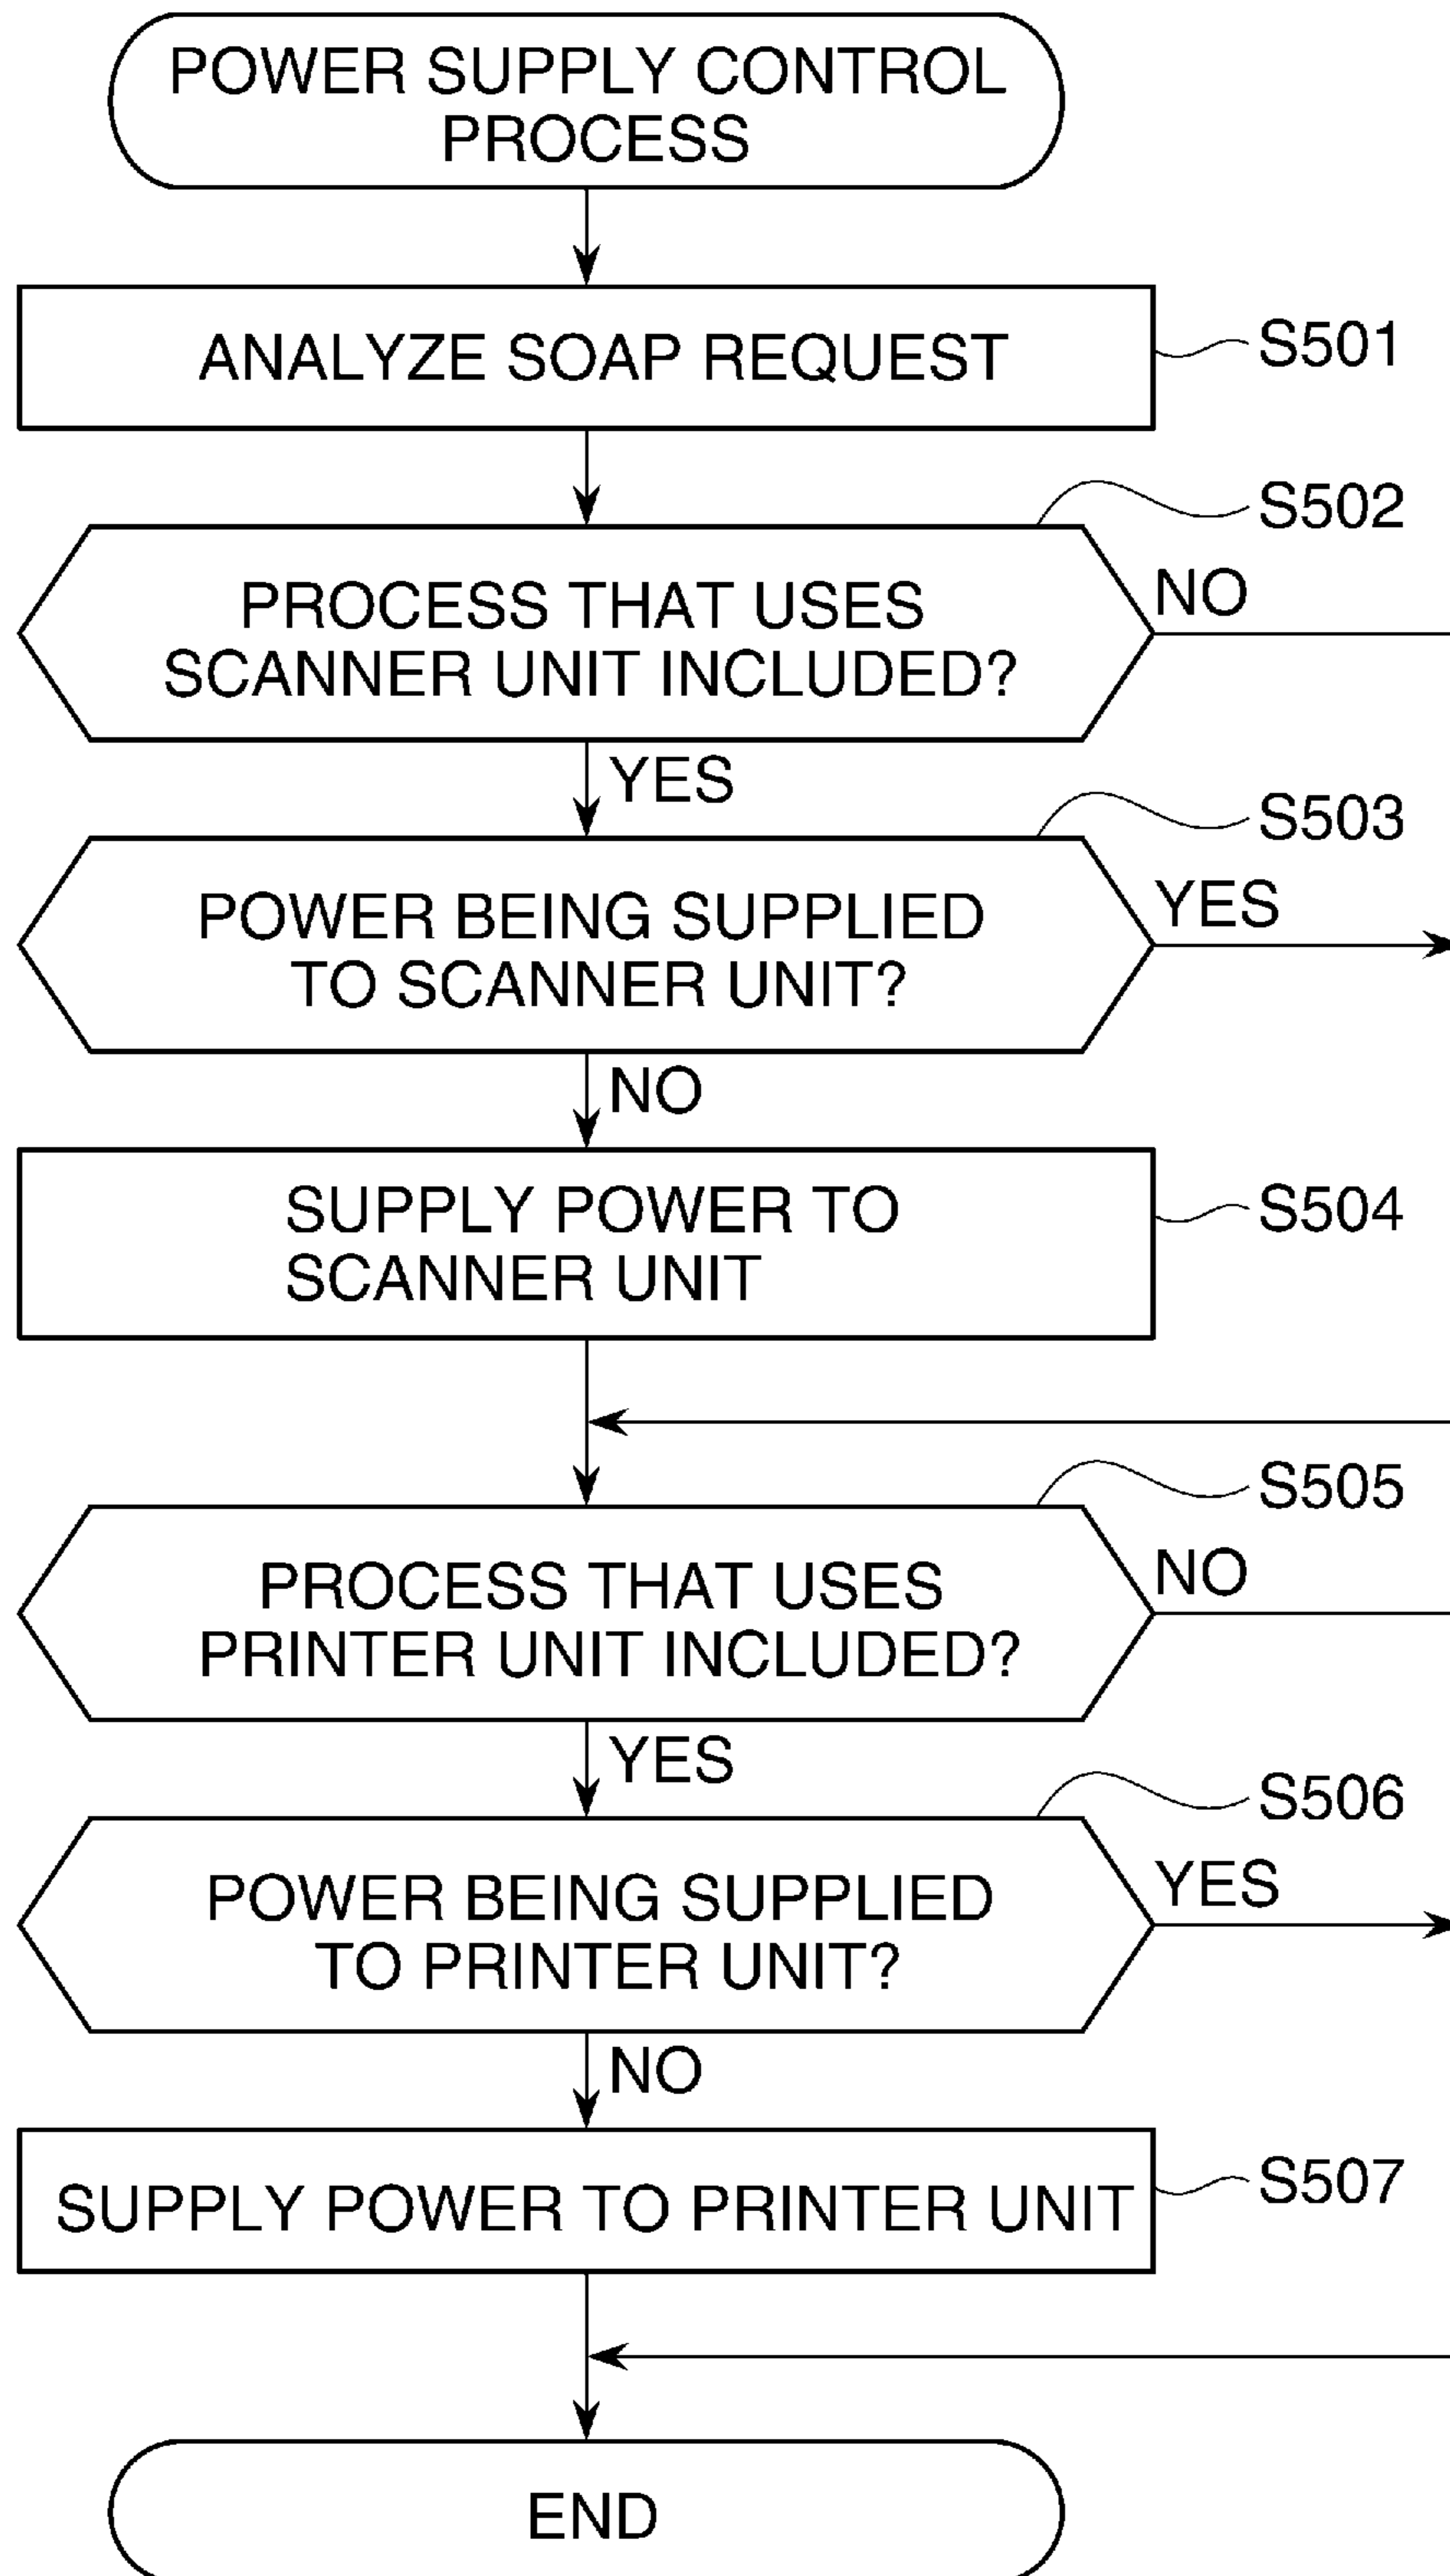 POWER SUPPLY CONTROL
PROCESS
ANALYZE SOAP REQUEST
S501
S502
PROCESS THAT USES
SCANNER UNIT INCLUDED?
NO
YES
S503
POWER BEING SUPPLIED
TO SCANNER UNIT?
YES
NO
SUPPLY POWER TO
SCANNER UNIT
S504
S505
PROCESS THAT USES
PRINTER UNIT INCLUDED?
NO
YES
S506
POWER BEING SUPPLIED
TO PRINTER UNIT?
YES
NO
SUPPLY POWER TO PRINTER UNIT
S507
END